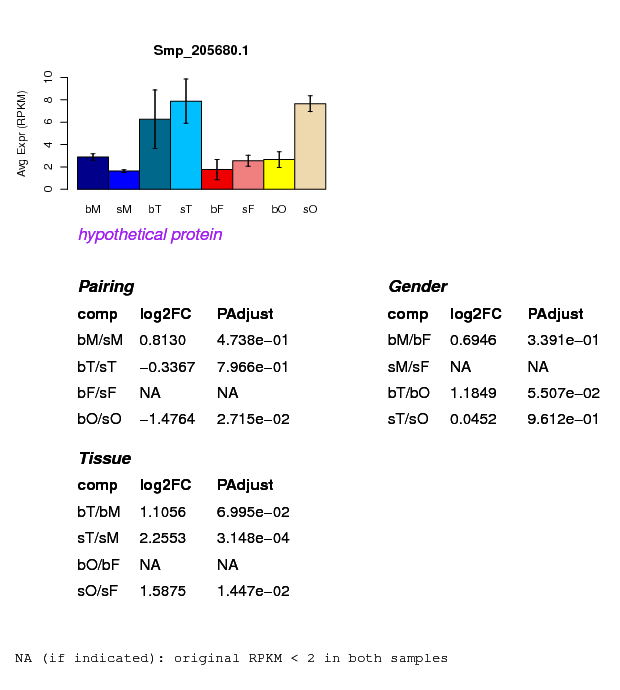 Smp_205680.1
Avg Expr (RPKM)
10
8
6
4
2
0
bM sM bT sT bF sF bO sO
hypothetical protein
Pairing
comp log2FC PAdjust
bM/sM 0.8130 4.738e−01
bT/sT −0.3367 7.966e−01
bF/sF NA NA
bO/sO −1.4764 2.715e−02
Gender
comp log2FC PAdjust
bM/bF 0.6946 3.391e−01
sM/sF NA NA
bT/bO 1.1849 5.507e−02
sT/sO 0.0452 9.612e−01
Tissue
comp log2FC PAdjust
bT/bM 1.1056 6.995e−02
sT/sM 2.2553 3.148e−04
bO/bF NA NA
sO/sF 1.5875 1.447e−02
NA (if indicated): original RPKM < 2 in both samples